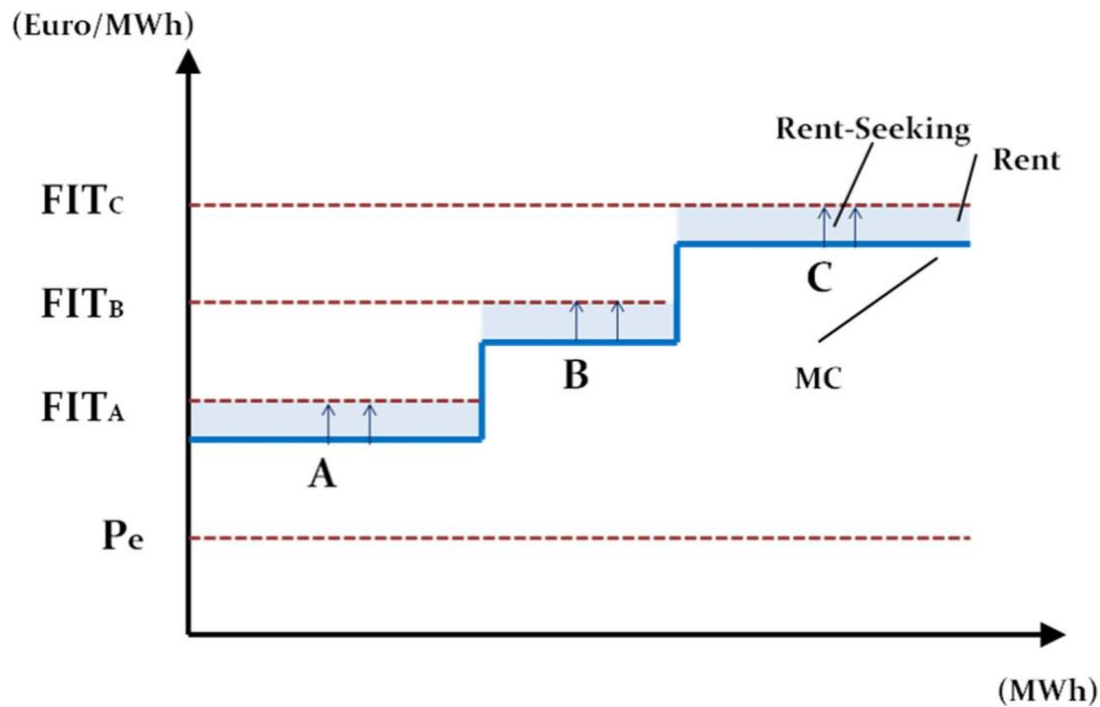 (Euro/MWh)
Rent-Seeking
Rent
FITC
C
FITB
B
MC
FITA
A
Pe
(MWh)